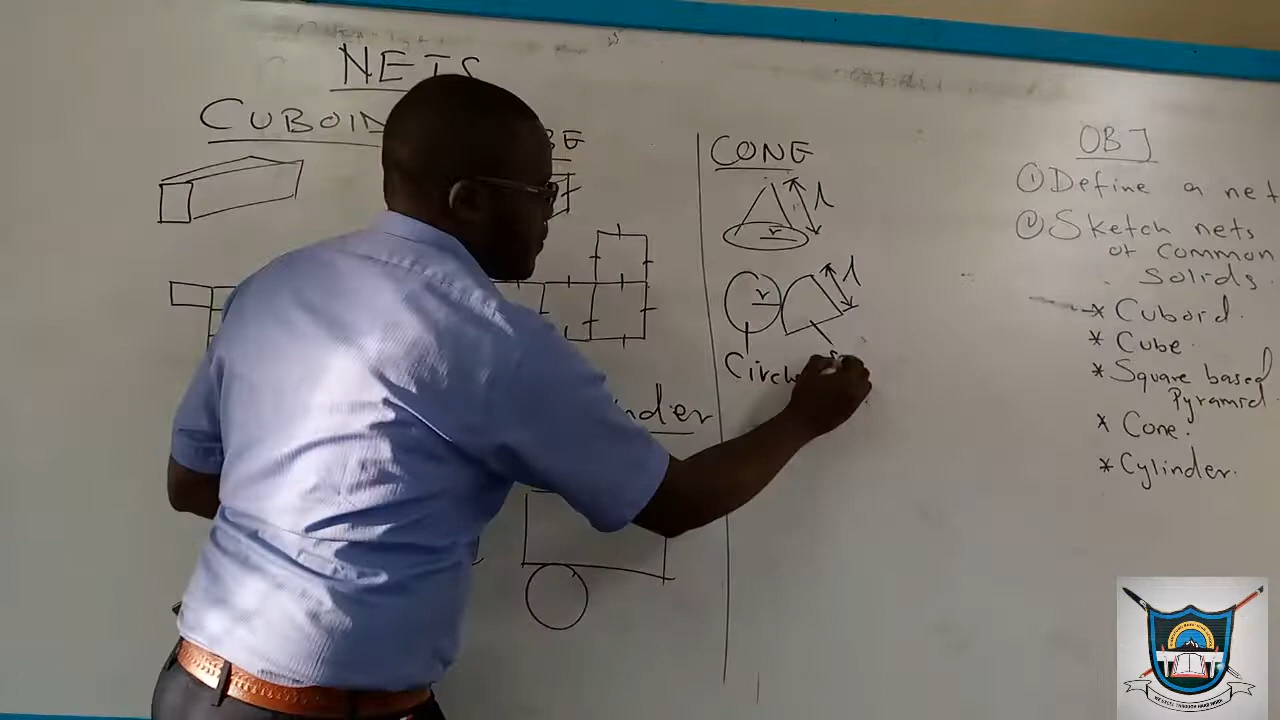 NETS
CUBOID
BE
CONE
l
r
r
l
Circle
nder
OBJ
① Define a net
② Sketch nets
of common
solids.
* Cubord.
* Cube.
* Square based
Pyramid.
* Cone.
* Cylinder.